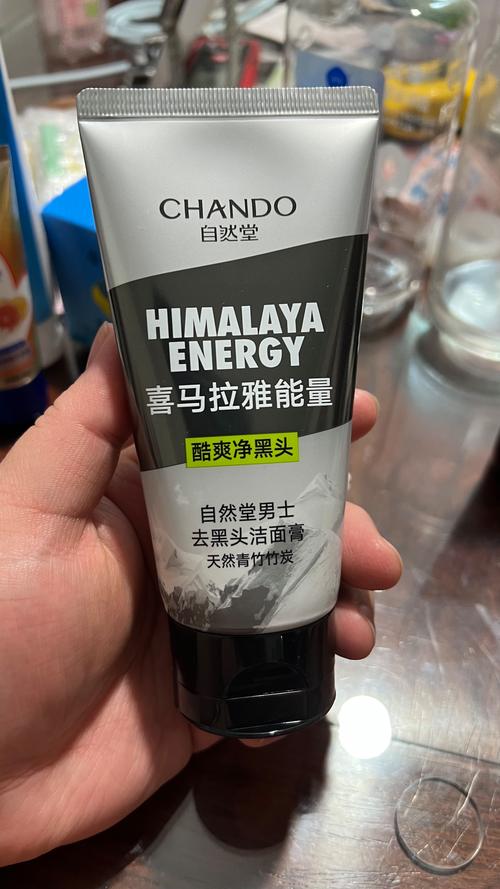 CHANDO
自然堂
HIMALAYA
ENERGY
喜马拉雅能量
酷爽净黑头
自然堂男士
去黑头洁面膏
天然青竹竹炭